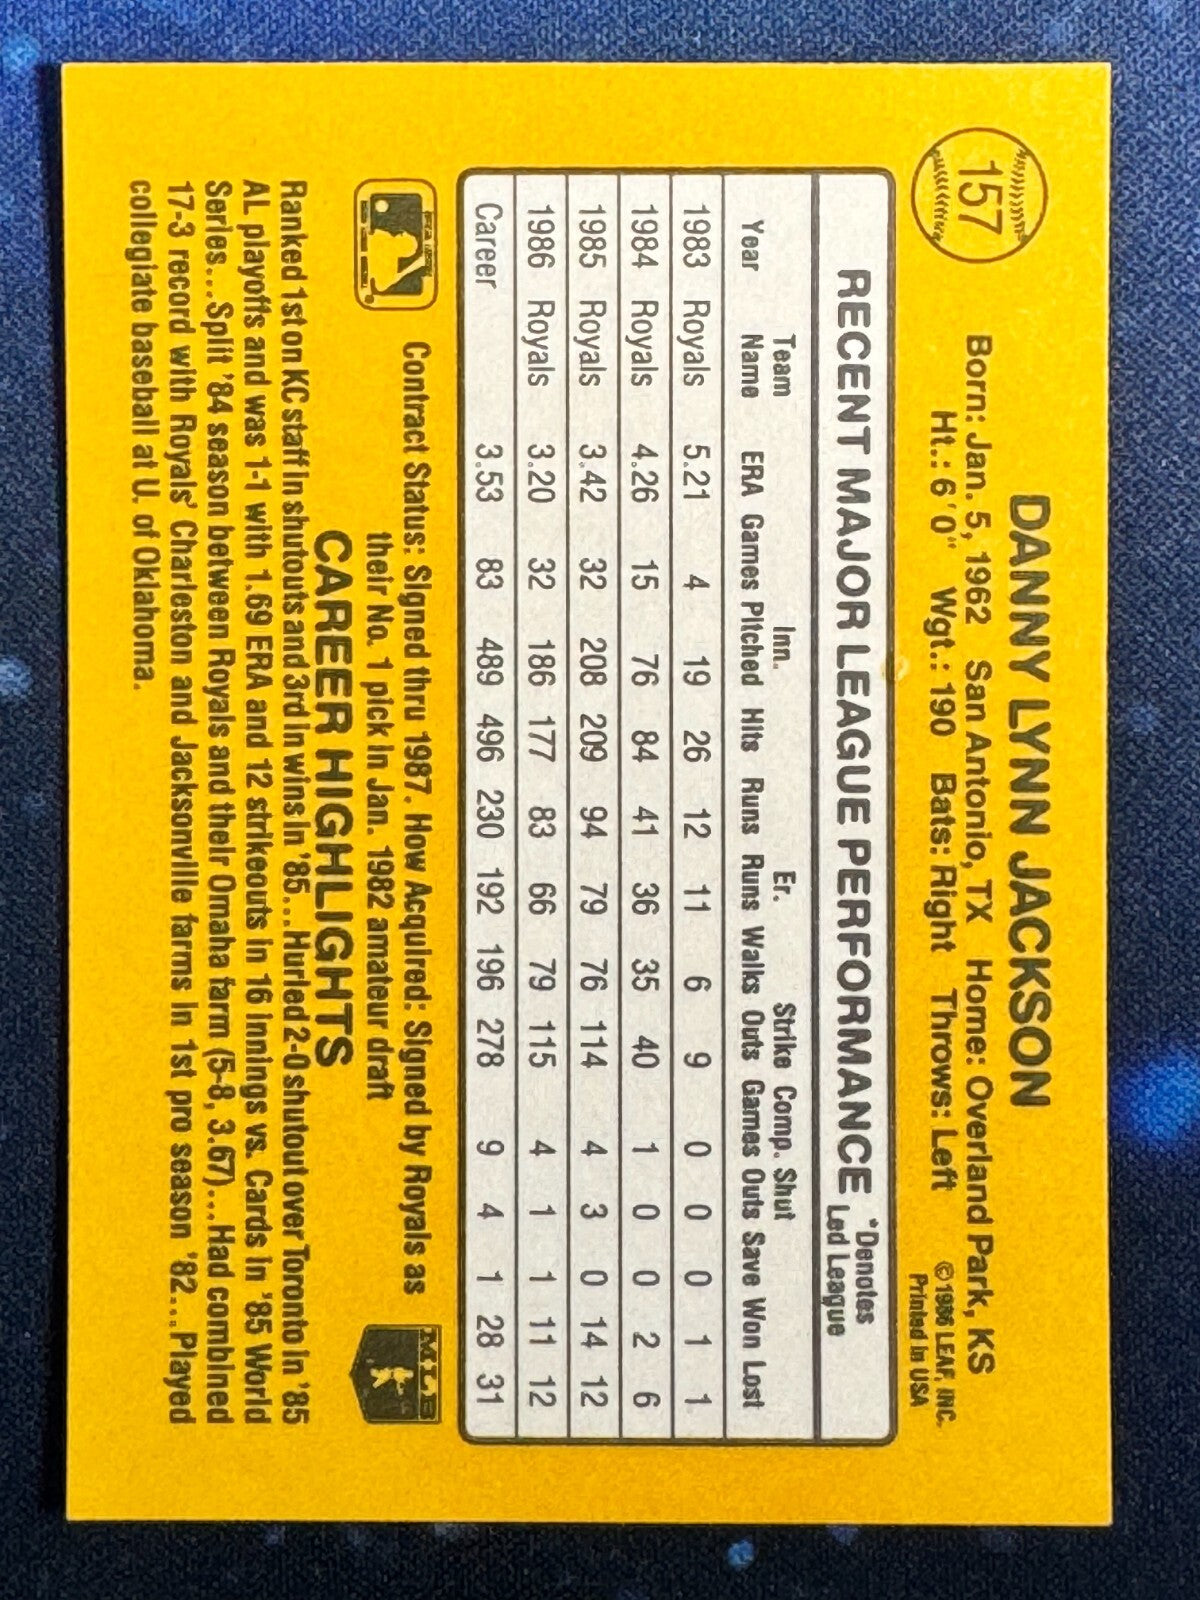 157
DANNY LYNN JACKSON
Born: Jan. 5, 1962 San Antonio, TX Home: Overland Park, KS
Ht.: 6'0" Wgt.: 190 Bats: Right Throws: Left
©1986 LEAF, INC.
Printed in USA
RECENT MAJOR LEAGUE PERFORMANCE *Denotes
Led League
Team Inn. Er. Strike Comp. Shut
Year Name ERA Games Pitched Hits Runs Runs Walks Outs Games Outs Save Won Lost
1983 Royals 5.21 4 19 26 12 11 6 9 0 0 0 1 1
1984 Royals 4.26 15 76 84 41 36 35 40 1 0 0 2 6
1985 Royals 3.42 32 208 209 94 79 76 114 4 3 0 14 12
1986 Royals 3.20 32 186 177 83 66 79 115 4 1 1 11 12
Career 3.53 83 489 496 230 192 196 278 9 4 1 28 31
Contract Status: Signed thru 1987. How Acquired: Signed by Royals as
their No. 1 pick in Jan. 1982 amateur draft
MLB
CAREER HIGHLIGHTS
Ranked 1st on KC staff in shutouts and 3rd in wins in '85...Hurled 2-0 shutout over Toronto in '85
AL playoffs and was 1-1 with 1.69 ERA and 12 strikeouts in 16 innings vs. Cards in '85 World
Series...Split '84 season between Royals and their Omaha farm (5-8, 3.67)...Had combined
17-3 record with Royals' Charleston and Jacksonville farms in 1st pro season '82...Played
collegiate baseball at U. of Oklahoma.